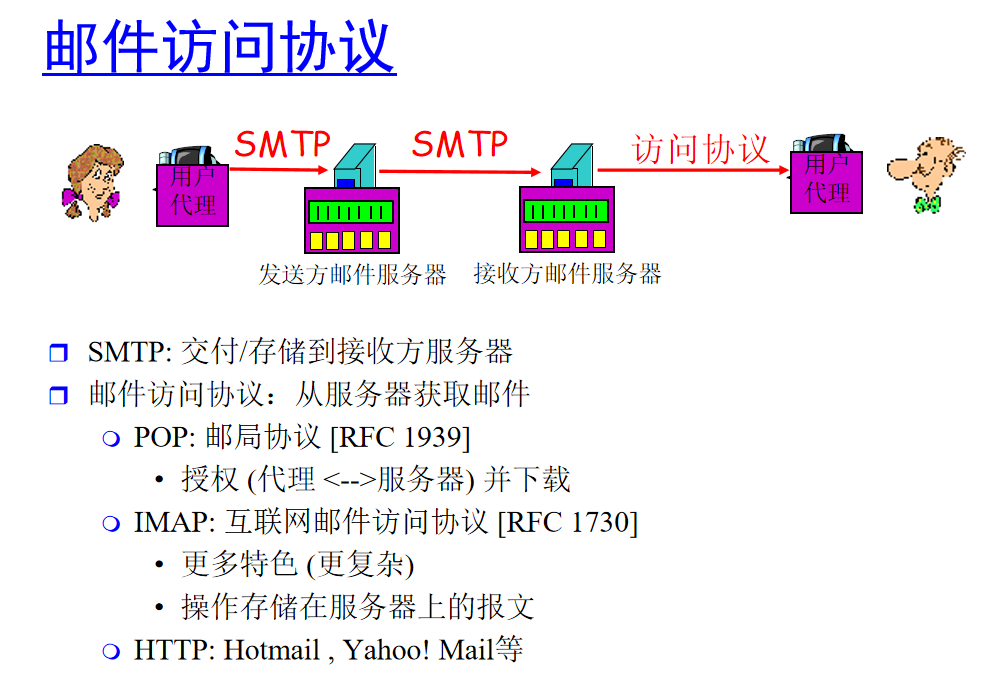 邮件访问协议
SMTP SMTP 访问协议
用户
代理
用户
代理
发送方邮件服务器 接收方邮件服务器
SMTP: 交付/存储到接收方服务器
邮件访问协议：从服务器获取邮件
POP: 邮局协议 [RFC 1939]
• 授权 (代理 <-->服务器) 并下载
IMAP: 互联网邮件访问协议 [RFC 1730]
• 更多特色 (更复杂)
• 操作存储在服务器上的报文
HTTP: Hotmail , Yahoo! Mail等